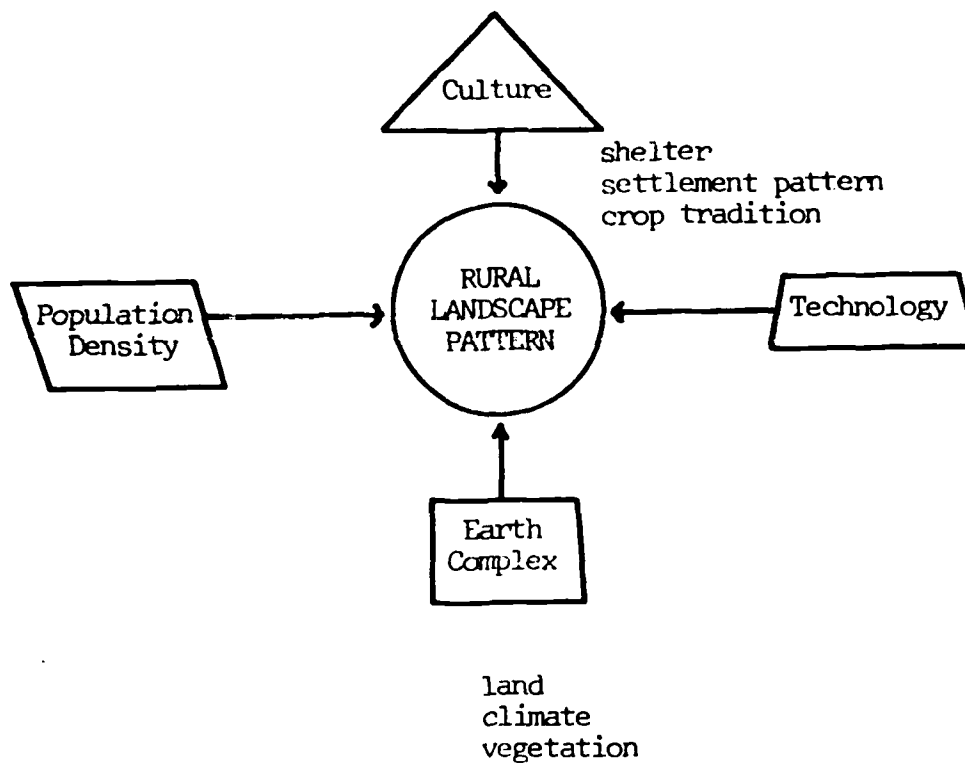 Culture
shelter
settlement pattern
crop tradition
RURAL
LANDSCAPE
PATTERN
Population
Density
Technology
Earth
Complex
land
climate
vegetation